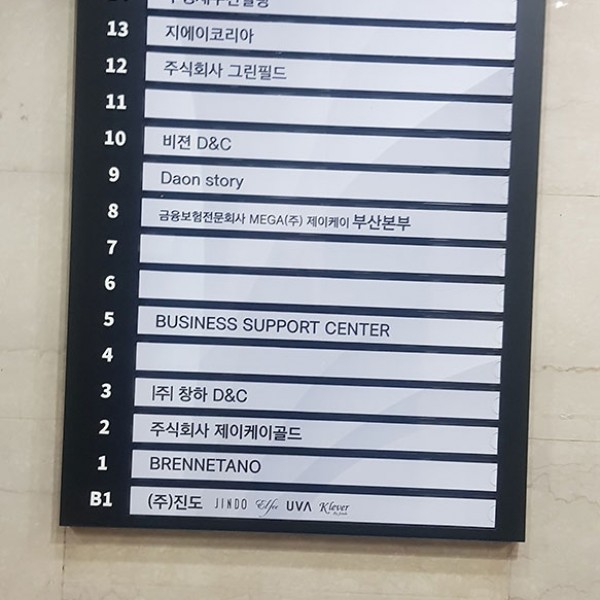 13 지에이코리아
12 주식회사 그린필드
11
10 비젼 D&C
9 Daon story
8 금융보험전문회사 MEGA(주) 제이케이 부산본부
7
6
5 BUSINESS SUPPORT CENTER
4
3 |주| 창하 D&C
2 주식회사 제이케이골드
1 BRENNETANO
B1 (주)진도 JINDO Elfee UVA Klever